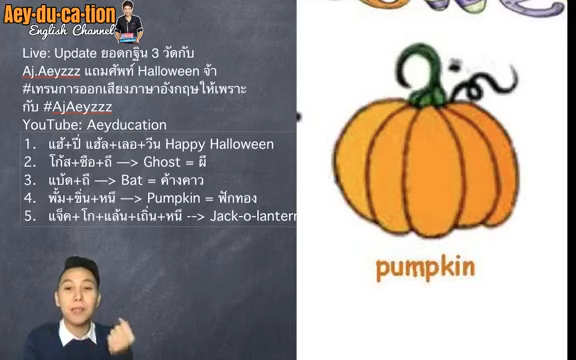 Aey-du-ca-tion
English Channel
Live: Update ยอดกฐิน 3 วัดกับ
Aj.Aeyzzz แถมศัพท์ Halloween จ้า
#เทรนการออกเสียงภาษาอังกฤษให้เพราะ
กับ #AjAeyzzz
YouTube: Aeyducation
1. แฮ้+ปี่ แฮ้ล+เลอ+วีน Happy Halloween
2. โก้ส+ซือ+ถึ —> Ghost = ผี
3. แบ้ด+ถึ —> Bat = ค้างคาว
4. พั้ม+ขิ่น+หนึ —> Pumpkin = ฟักทอง
5. แจ็ค+โก+แล้น+เถิ่น+หนึ --> Jack-o-lantern
pumpkin